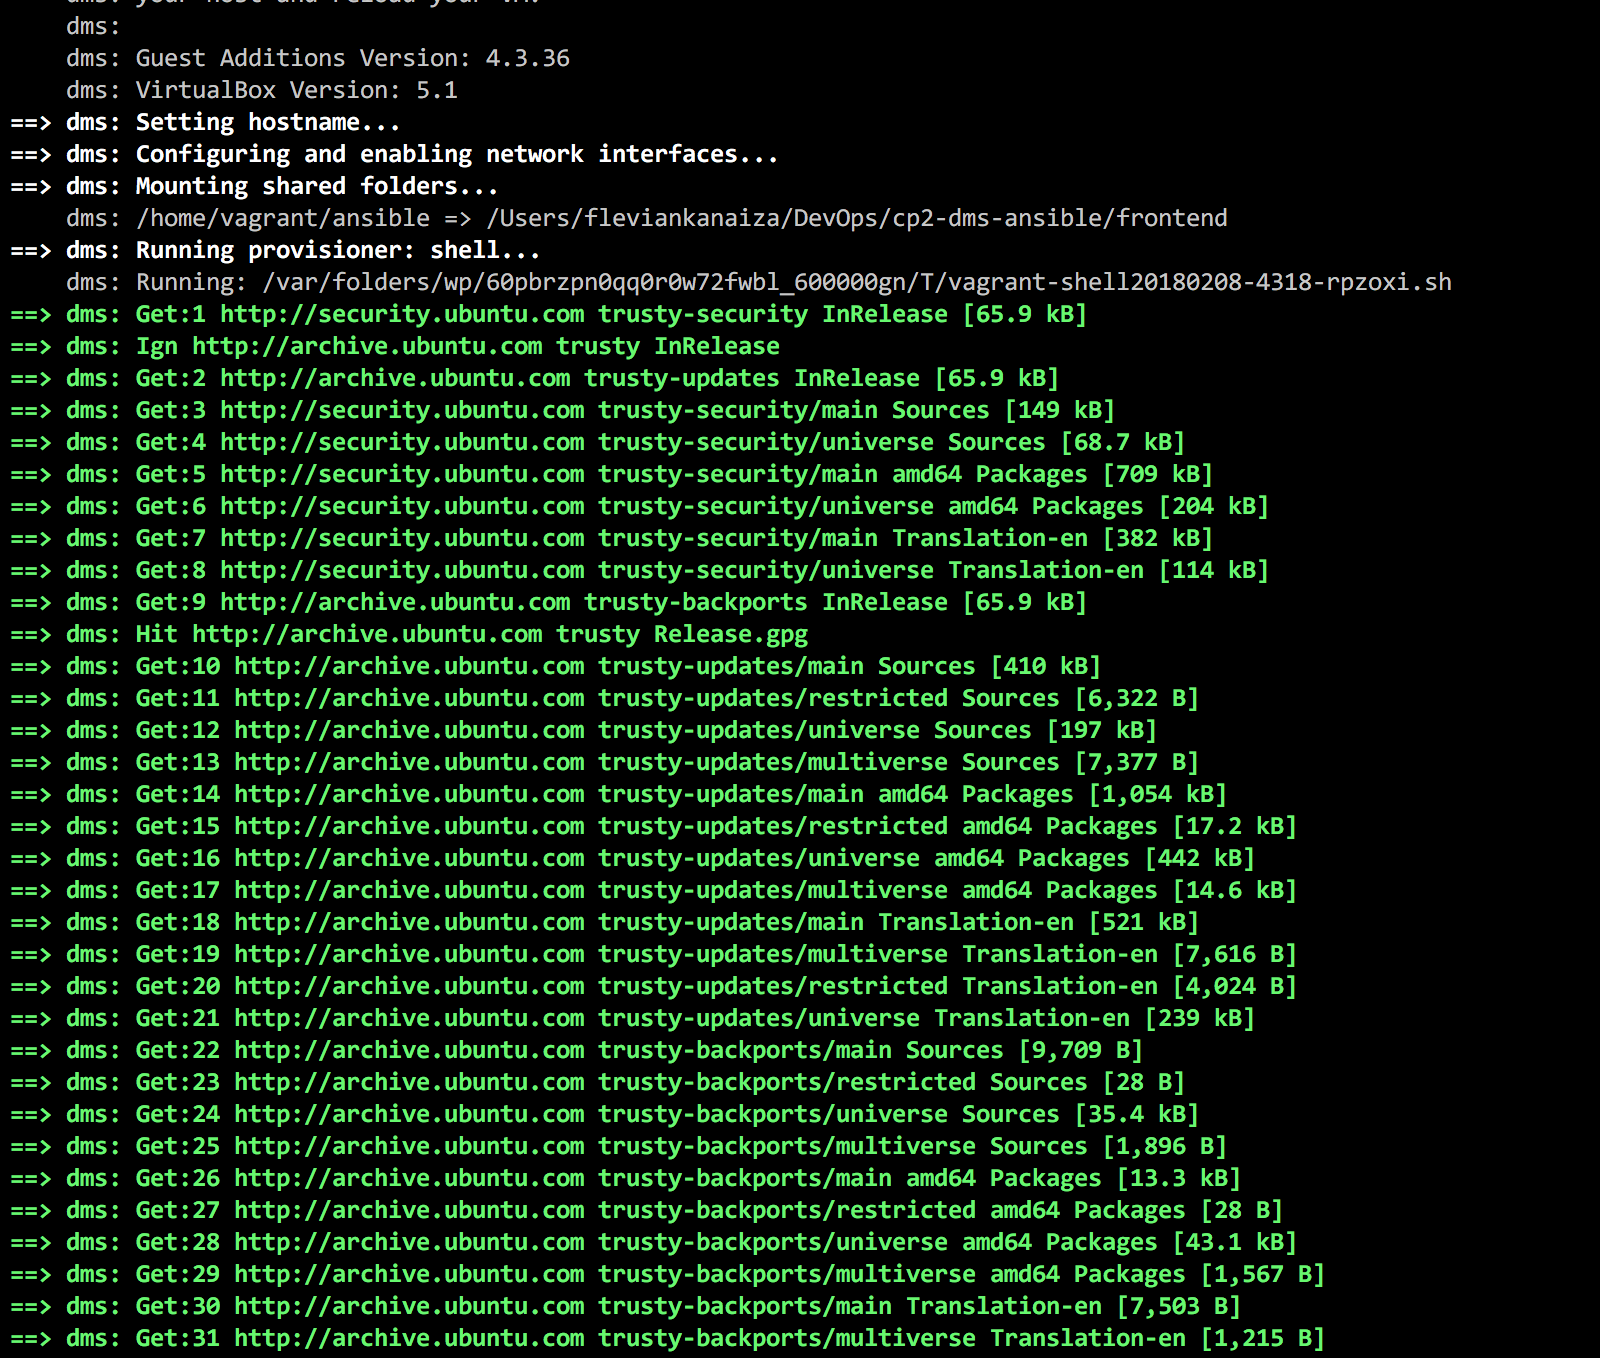 dms: your host and reload your VM.
dms:
dms: Guest Additions Version: 4.3.36
dms: VirtualBox Version: 5.1
==> dms: Setting hostname...
==> dms: Configuring and enabling network interfaces...
==> dms: Mounting shared folders...
dms: /home/vagrant/ansible => /Users/fleviankanaiza/DevOps/cp2-dms-ansible/frontend
==> dms: Running provisioner: shell...
dms: Running: /var/folders/wp/60pbrzpn0qq0r0w72fwbl_600000gn/T/vagrant-shell20180208-4318-rpzoxi.sh
==> dms: Get:1 http://security.ubuntu.com trusty-security InRelease [65.9 kB]
==> dms: Ign http://archive.ubuntu.com trusty InRelease
==> dms: Get:2 http://archive.ubuntu.com trusty-updates InRelease [65.9 kB]
==> dms: Get:3 http://security.ubuntu.com trusty-security/main Sources [149 kB]
==> dms: Get:4 http://security.ubuntu.com trusty-security/universe Sources [68.7 kB]
==> dms: Get:5 http://security.ubuntu.com trusty-security/main amd64 Packages [709 kB]
==> dms: Get:6 http://security.ubuntu.com trusty-security/universe amd64 Packages [204 kB]
==> dms: Get:7 http://security.ubuntu.com trusty-security/main Translation-en [382 kB]
==> dms: Get:8 http://security.ubuntu.com trusty-security/universe Translation-en [114 kB]
==> dms: Get:9 http://archive.ubuntu.com trusty-backports InRelease [65.9 kB]
==> dms: Hit http://archive.ubuntu.com trusty Release.gpg
==> dms: Get:10 http://archive.ubuntu.com trusty-updates/main Sources [410 kB]
==> dms: Get:11 http://archive.ubuntu.com trusty-updates/restricted Sources [6,322 B]
==> dms: Get:12 http://archive.ubuntu.com trusty-updates/universe Sources [197 kB]
==> dms: Get:13 http://archive.ubuntu.com trusty-updates/multiverse Sources [7,377 B]
==> dms: Get:14 http://archive.ubuntu.com trusty-updates/main amd64 Packages [1,054 kB]
==> dms: Get:15 http://archive.ubuntu.com trusty-updates/restricted amd64 Packages [17.2 kB]
==> dms: Get:16 http://archive.ubuntu.com trusty-updates/universe amd64 Packages [442 kB]
==> dms: Get:17 http://archive.ubuntu.com trusty-updates/multiverse amd64 Packages [14.6 kB]
==> dms: Get:18 http://archive.ubuntu.com trusty-updates/main Translation-en [521 kB]
==> dms: Get:19 http://archive.ubuntu.com trusty-updates/multiverse Translation-en [7,616 B]
==> dms: Get:20 http://archive.ubuntu.com trusty-updates/restricted Translation-en [4,024 B]
==> dms: Get:21 http://archive.ubuntu.com trusty-updates/universe Translation-en [239 kB]
==> dms: Get:22 http://archive.ubuntu.com trusty-backports/main Sources [9,709 B]
==> dms: Get:23 http://archive.ubuntu.com trusty-backports/restricted Sources [28 B]
==> dms: Get:24 http://archive.ubuntu.com trusty-backports/universe Sources [35.4 kB]
==> dms: Get:25 http://archive.ubuntu.com trusty-backports/multiverse Sources [1,896 B]
==> dms: Get:26 http://archive.ubuntu.com trusty-backports/main amd64 Packages [13.3 kB]
==> dms: Get:27 http://archive.ubuntu.com trusty-backports/restricted amd64 Packages [28 B]
==> dms: Get:28 http://archive.ubuntu.com trusty-backports/universe amd64 Packages [43.1 kB]
==> dms: Get:29 http://archive.ubuntu.com trusty-backports/multiverse amd64 Packages [1,567 B]
==> dms: Get:30 http://archive.ubuntu.com trusty-backports/main Translation-en [7,503 B]
==> dms: Get:31 http://archive.ubuntu.com trusty-backports/multiverse Translation-en [1,215 B]